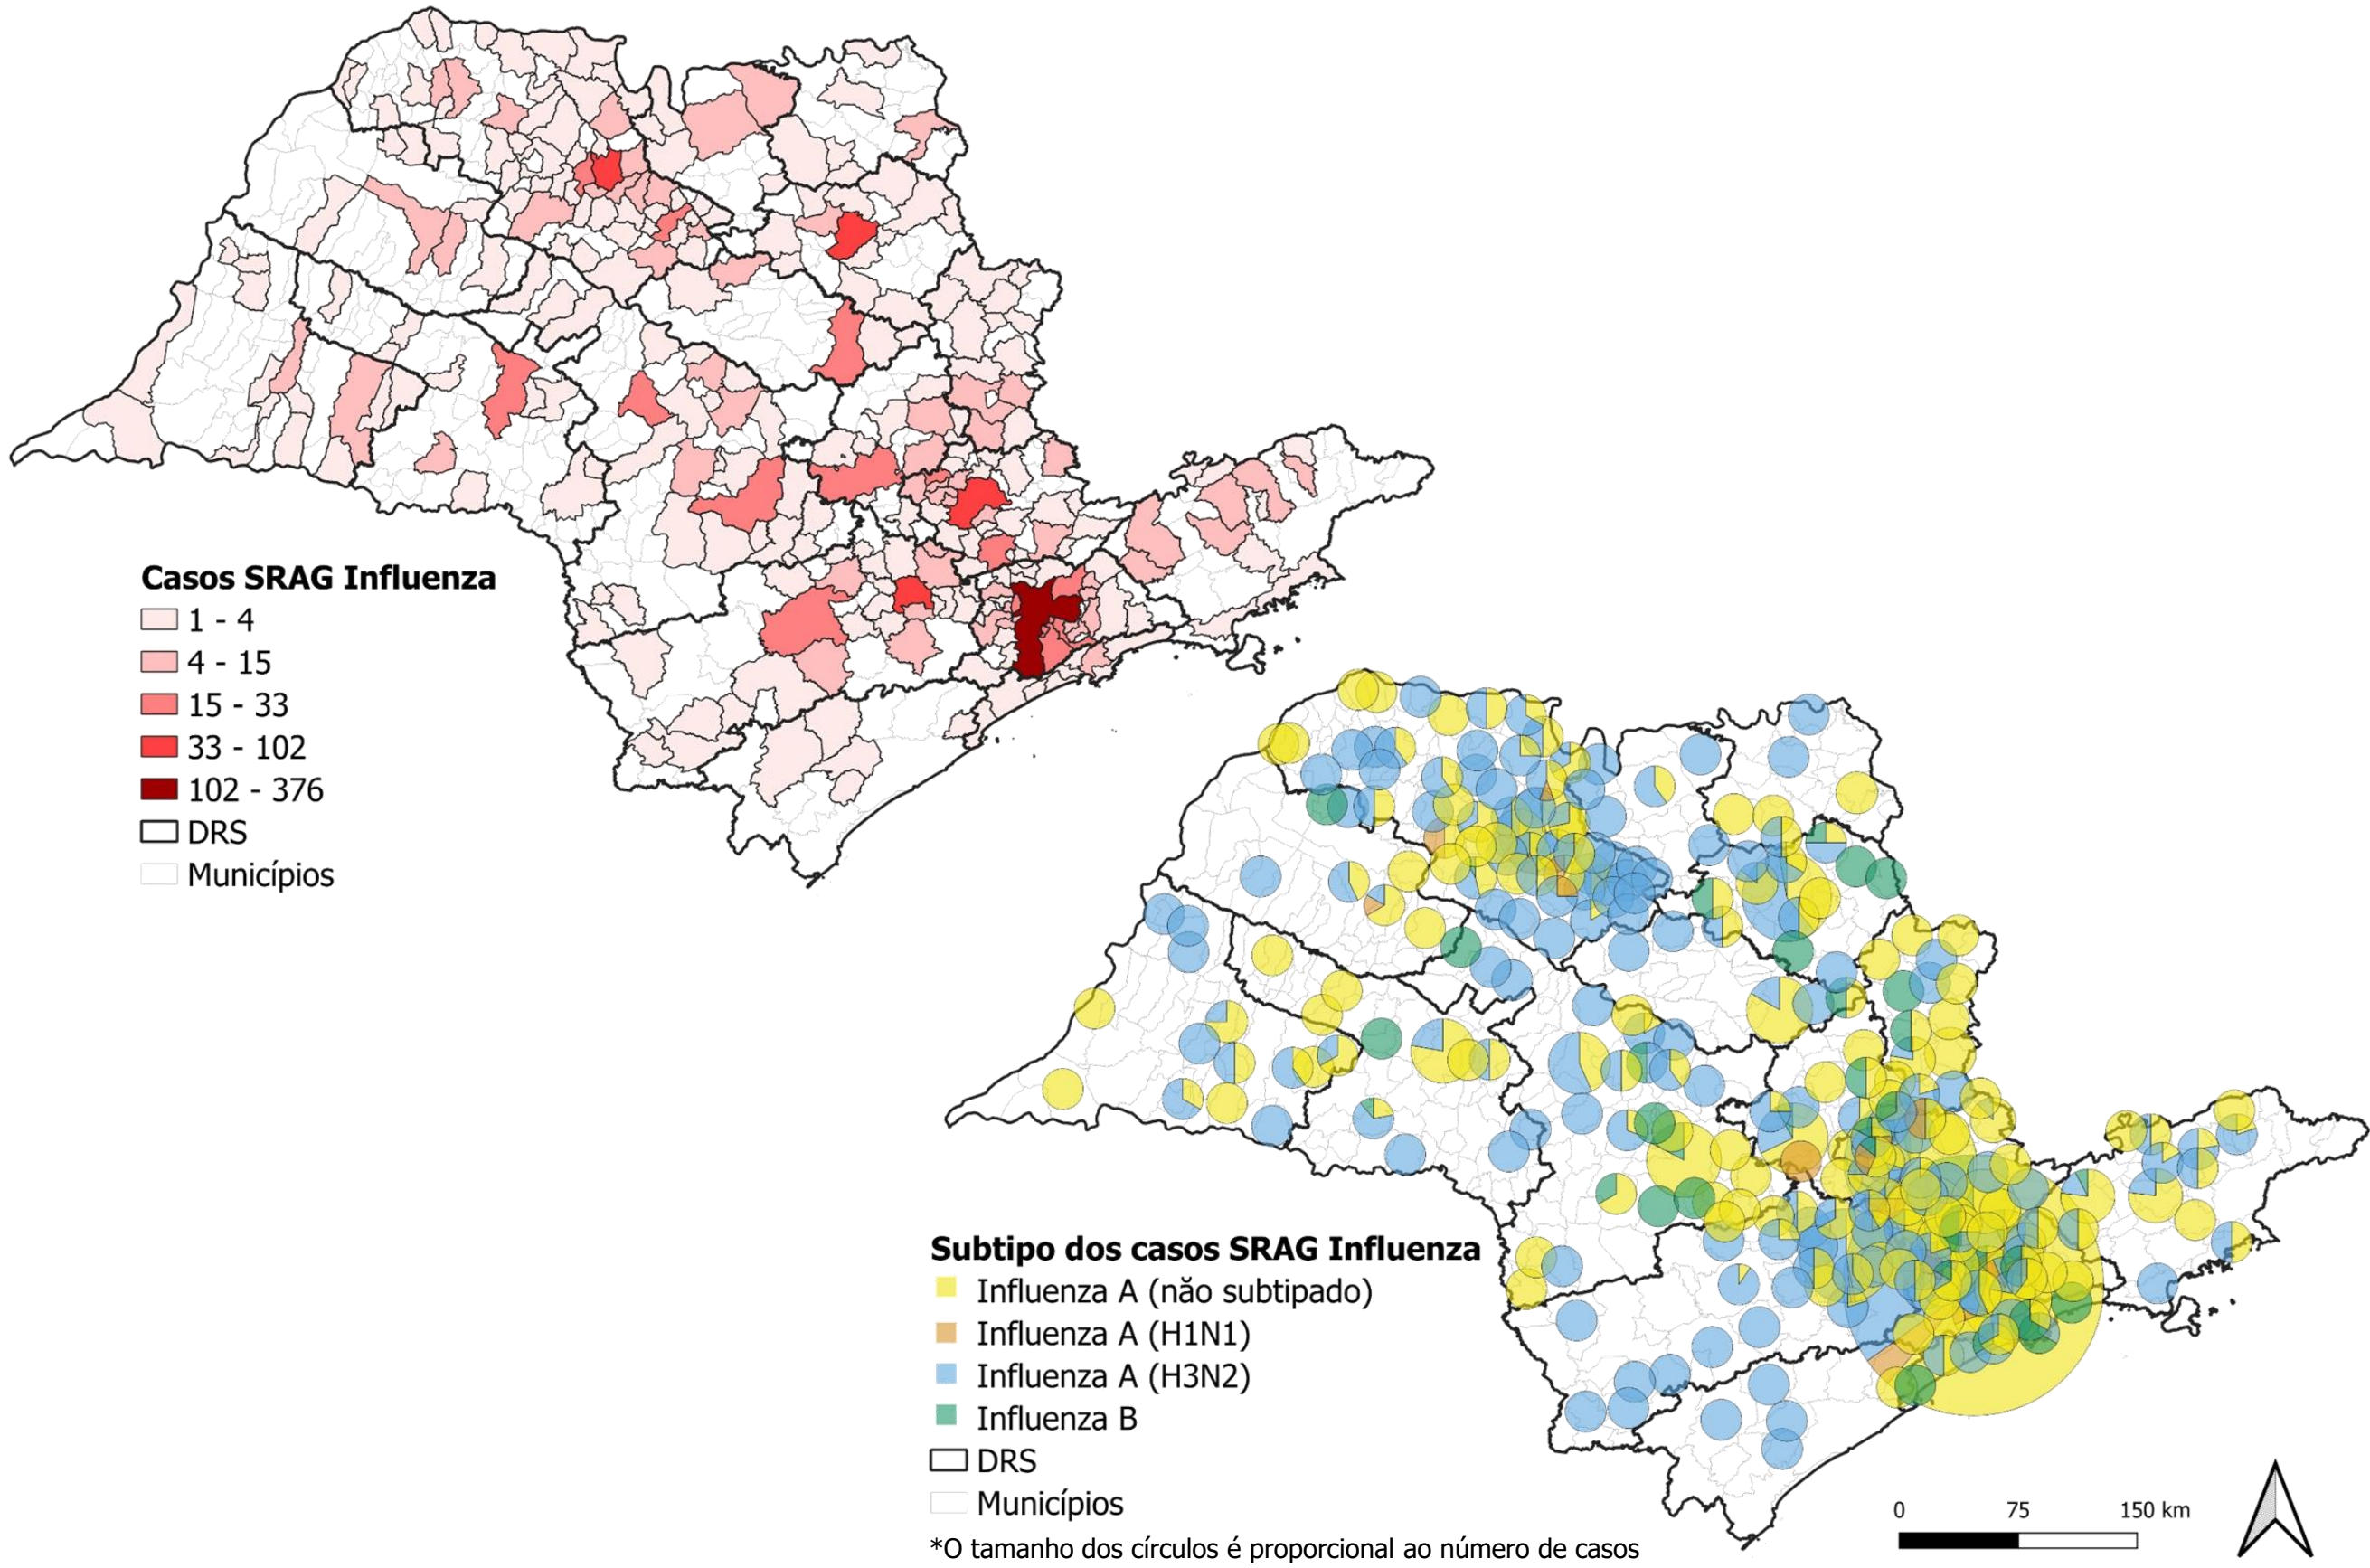 Casos SRAG Influenza
1 - 4
4 - 15
15 - 33
33 - 102
102 - 376
DRS
Municípios
Subtipo dos casos SRAG Influenza
Influenza A (năo subtipado)
Influenza A (H1N1)
Influenza A (H3N2)
Influenza B
DRS
Municípios
*O tamanho dos círculos é proporcional ao número de casos
0 75 150 km